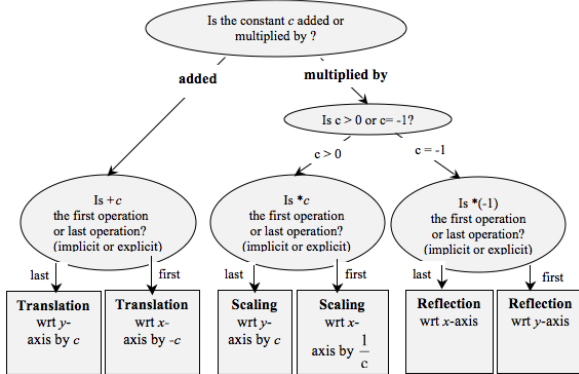 Is the constant c added or
multiplied by ?
added
multiplied by
Is c > 0 or c= -1?
c > 0
c = -1
Is +c
the first operation
or last operation?
(implicit or explicit)
Is *c
the first operation
or last operation?
(implicit or explicit)
Is *(-1)
the first operation
or last operation?
(implicit or explicit)
last
first
last
first
last
first
Translation
wrt y-
axis by c
Translation
wrt x-
axis by -c
Scaling
wrt y-
axis by c
Scaling
wrt x-
axis by 1/c
Reflection
wrt x-axis
Reflection
wrt y-axis